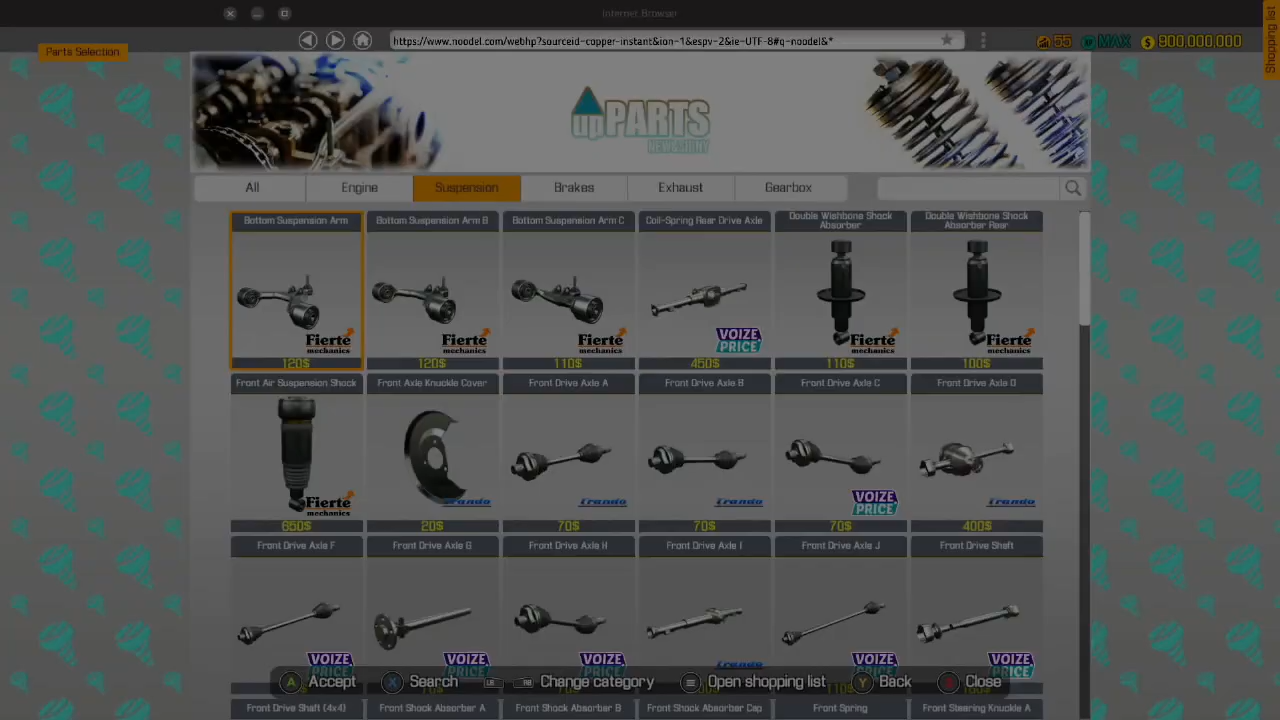 Internet Browser
Parts Selection
https://www.noodel.com/webhp?sourceid-copper-instant&ion-1&espv-2&ie-UTF-8#q-noodel&*
55
MAX
900,000,000
Shopping list
upPARTS
NEW & SHINY
All
Engine
Suspension
Brakes
Exhaust
Gearbox
Bottom Suspension Arm
Bottom Suspension Arm B
Bottom Suspension Arm C
Coil-Spring Rear Drive Axle
Double Wishbone Shock Absorber
Double Wishbone Shock Absorber Rear
Fierte mechanics
Fierte mechanics
Fierte mechanics
VOIZE PRICE
Fierte mechanics
Fierte mechanics
120$
120$
110$
450$
110$
100$
Front Air Suspension Shock
Front Axle Knuckle Cover
Front Drive Axle A
Front Drive Axle B
Front Drive Axle C
Front Drive Axle D
Fierte mechanics
VOIZE PRICE
650$
20$
70$
70$
70$
400$
Front Drive Axle F
Front Drive Axle G
Front Drive Axle H
Front Drive Axle I
Front Drive Axle J
Front Drive Shaft
VOIZE
VOIZE
VOIZE
VOIZE
VOIZE
A Accept
X Search
LB RB Change category
Open shopping list
Y Back
Close
Front Drive Shaft (4x4)
Front Shock Absorber A
Front Shock Absorber B
Front Shock Absorber Cap
Front Spring
Front Steering Knuckle A